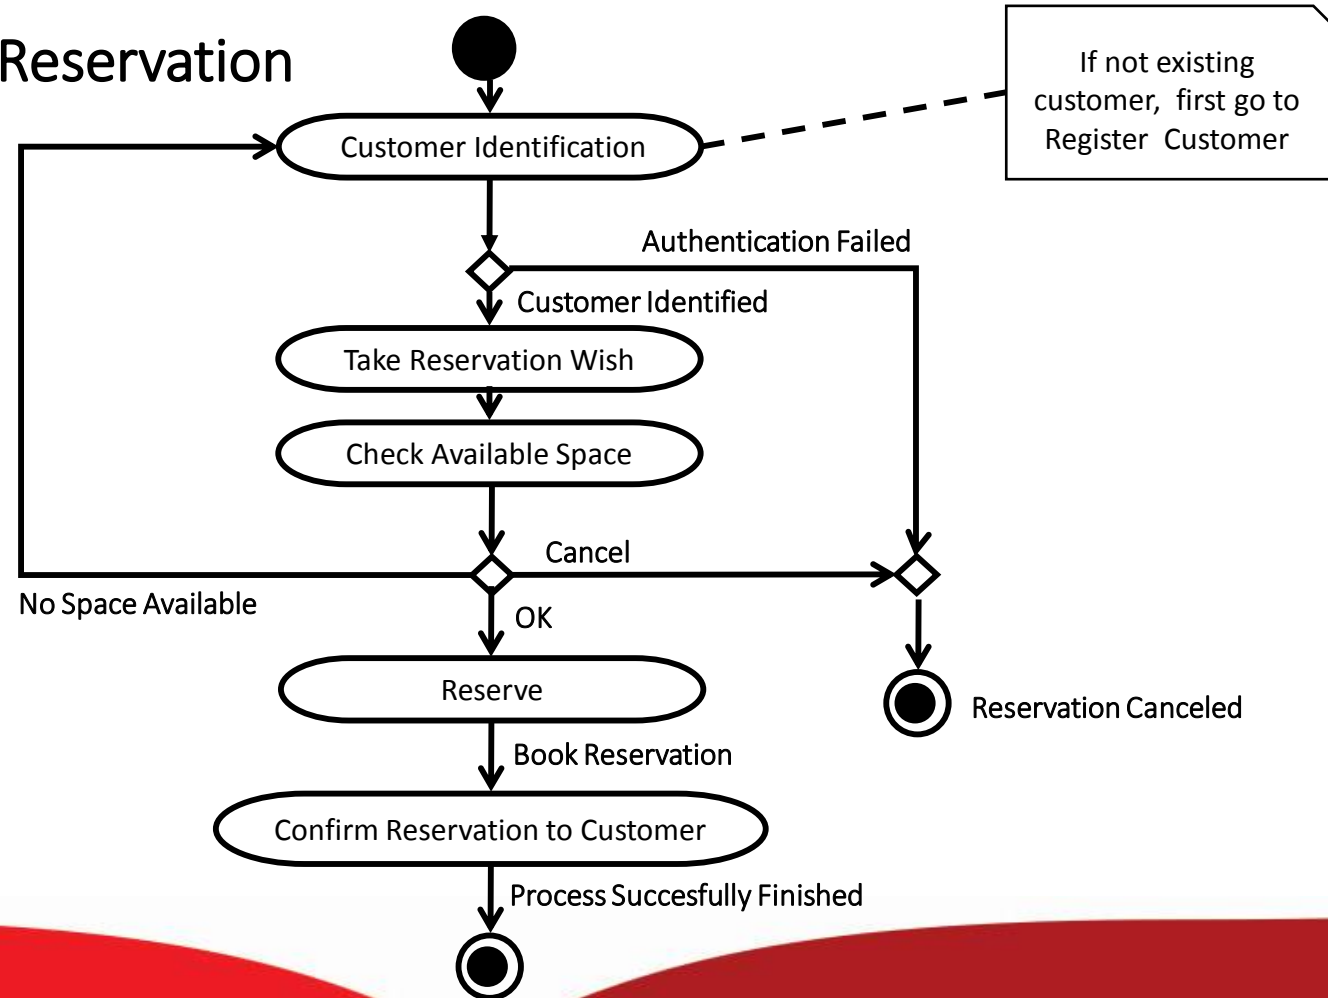 Reservation
If not existing
customer, first go to
Register Customer
Customer Identification
Authentication Failed
Customer Identified
Take Reservation Wish
Check Available Space
Cancel
No Space Available
OK
Reserve
Reservation Canceled
Book Reservation
Confirm Reservation to Customer
Process Succesfully Finished